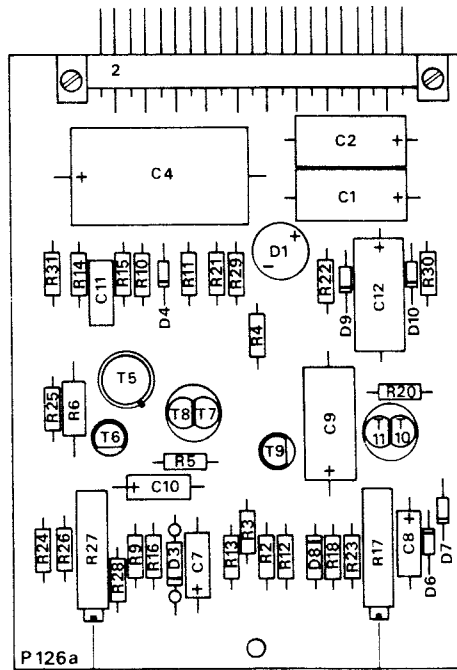 2
C2
C4
C1
D1
R31
R14
C11
R15
R10
D4
R11
R21
R29
R22
D9
C12
D10
R30
R4
T5
R20
R25
R6
T8 T7
C9
T6
T9
T11 T10
R5
C10
R24
R26
R27
R28
R9
R16
D3
C7
R13
R3
R2
R12
D8
R18
R23
R17
C8
D6
D7
P126a